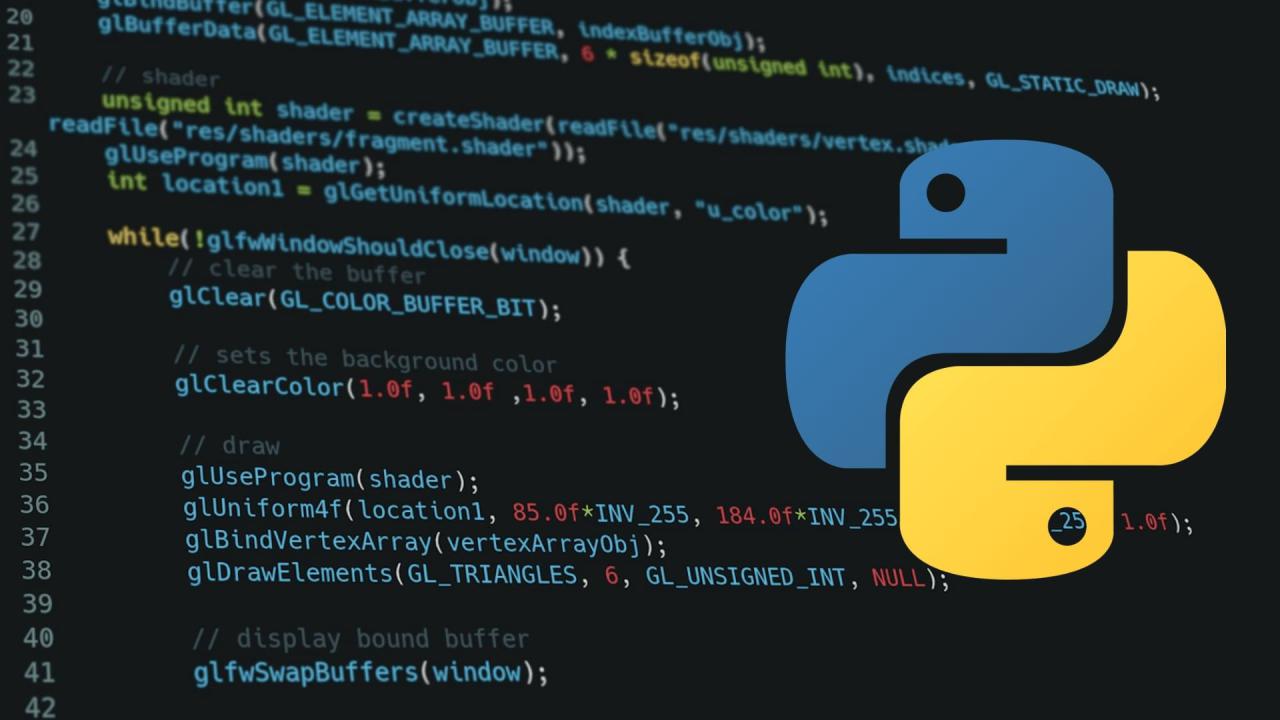 20
glBindBuffer(GL_ELEMENT_ARRAY_BUFFER, indexBufferObj);
21 glBufferData(GL_ELEMENT_ARRAY_BUFFER, 6 * sizeof(unsigned int), indices, GL_STATIC_DRAW);
22
23 // shader
unsigned int shader = createShader(readFile("res/shaders/vertex.shad
readFile("res/shaders/fragment.shader"));
24 glUseProgram(shader);
25 int location1 = glGetUniformLocation(shader, "u_color");
26
27 while(!glfwWindowShouldClose(window)) {
28 // clear the buffer
29 glClear(GL_COLOR_BUFFER_BIT);
30
31 // sets the background color
32 glClearColor(1.0f, 1.0f ,1.0f, 1.0f);
33
34 // draw
35 glUseProgram(shader);
36 glUniform4f(location1, 85.0f*INV_255, 184.0f*INV_255 _25 1.0f);
37 glBindVertexArray(vertexArrayObj);
38 glDrawElements(GL_TRIANGLES, 6, GL_UNSIGNED_INT, NULL);
39
40 // display bound buffer
41 glfwSwapBuffers(window);
42